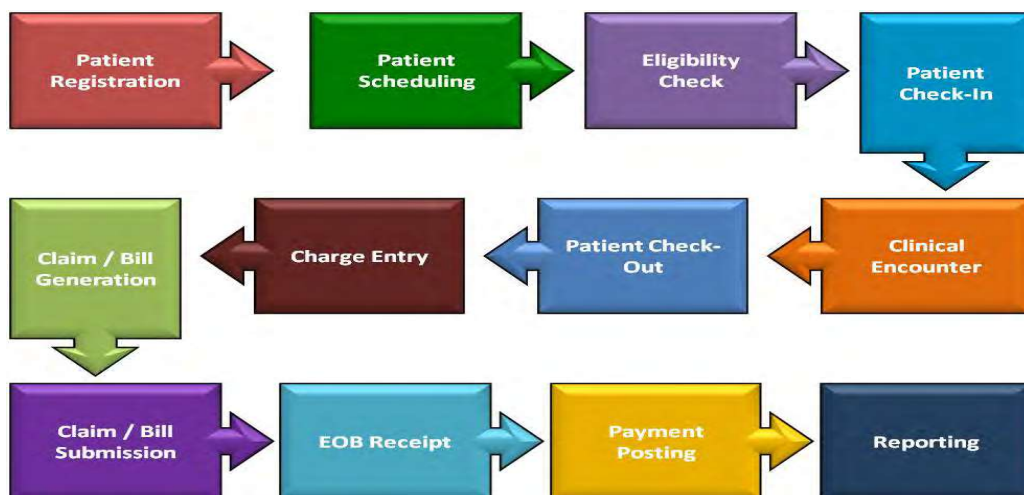 Patient
Registration
Patient
Scheduling
Eligibility
Check
Patient
Check-In
Clinical
Encounter
Patient Check-
Out
Charge Entry
Claim / Bill
Generation
Claim / Bill
Submission
EOB Receipt
Payment
Posting
Reporting